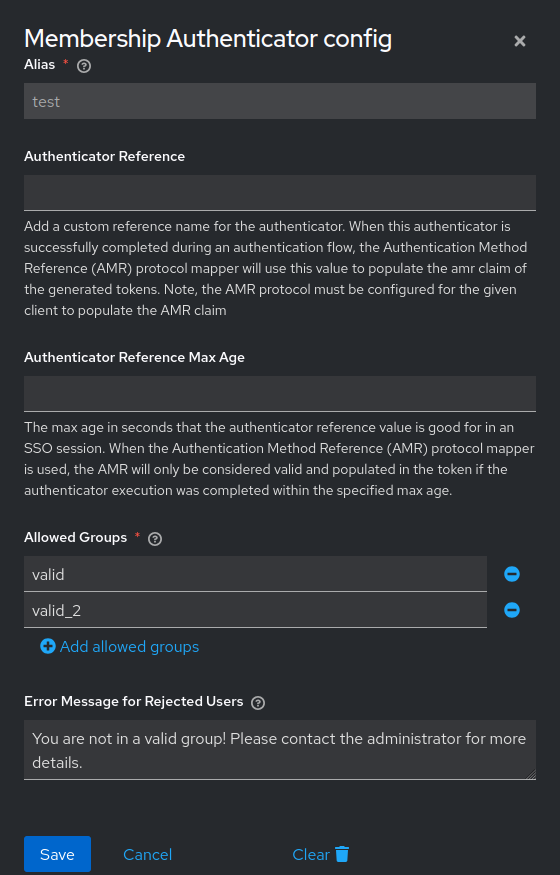 Membership Authenticator config
Alias *
test
Authenticator Reference
Add a custom reference name for the authenticator. When this authenticator is
successfully completed during an authentication flow, the Authentication Method
Reference (AMR) protocol mapper will use this value to populate the amr claim of
the generated tokens. Note, the AMR protocol must be configured for the given
client to populate the AMR claim
Authenticator Reference Max Age
The max age in seconds that the authenticator reference value is good for in an
SSO session. When the Authentication Method Reference (AMR) protocol mapper
is used, the AMR will only be considered valid and populated in the token if the
authenticator execution was completed within the specified max age.
Allowed Groups *
valid
valid_2
Add allowed groups
Error Message for Rejected Users
You are not in a valid group! Please contact the administrator for more
details.
Save Cancel Clear